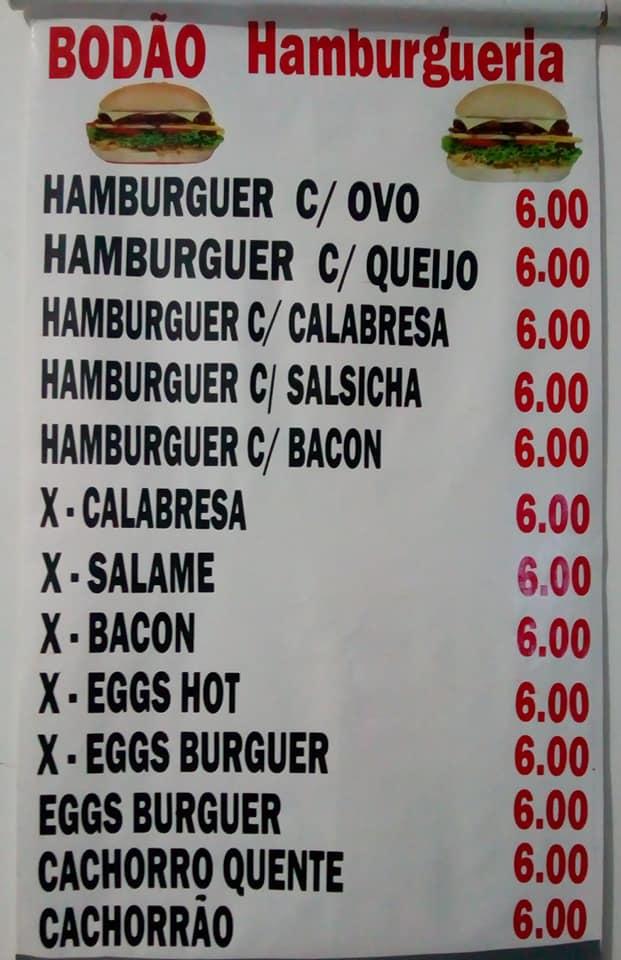 BODÃO Hamburgueria
HAMBURGUER C/ OVO 6.00
HAMBURGUER C/ QUEIJO 6.00
HAMBURGUER C/ CALABRESA 6.00
HAMBURGUER C/ SALSICHA 6.00
HAMBURGUER C/ BACON 6.00
X - CALABRESA 6.00
X - SALAME 6.00
X - BACON 6.00
X - EGGS HOT 6.00
X - EGGS BURGUER 6.00
EGGS BURGUER 6.00
CACHORRO QUENTE 6.00
CACHORRÃO 6.00